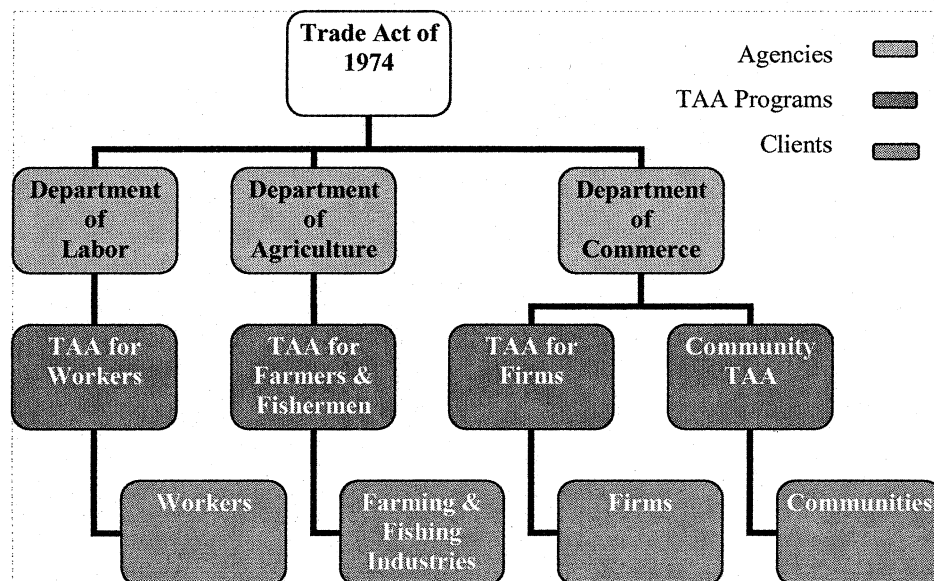 Trade Act of
1974
Agencies
TAA Programs
Clients
Department
of
Labor
Department
of
Agriculture
Department
of
Commerce
TAA for
Workers
TAA for
Farmers &
Fishermen
TAA for
Firms
Community
TAA
Workers
Farming &
Fishing
Industries
Firms
Communities